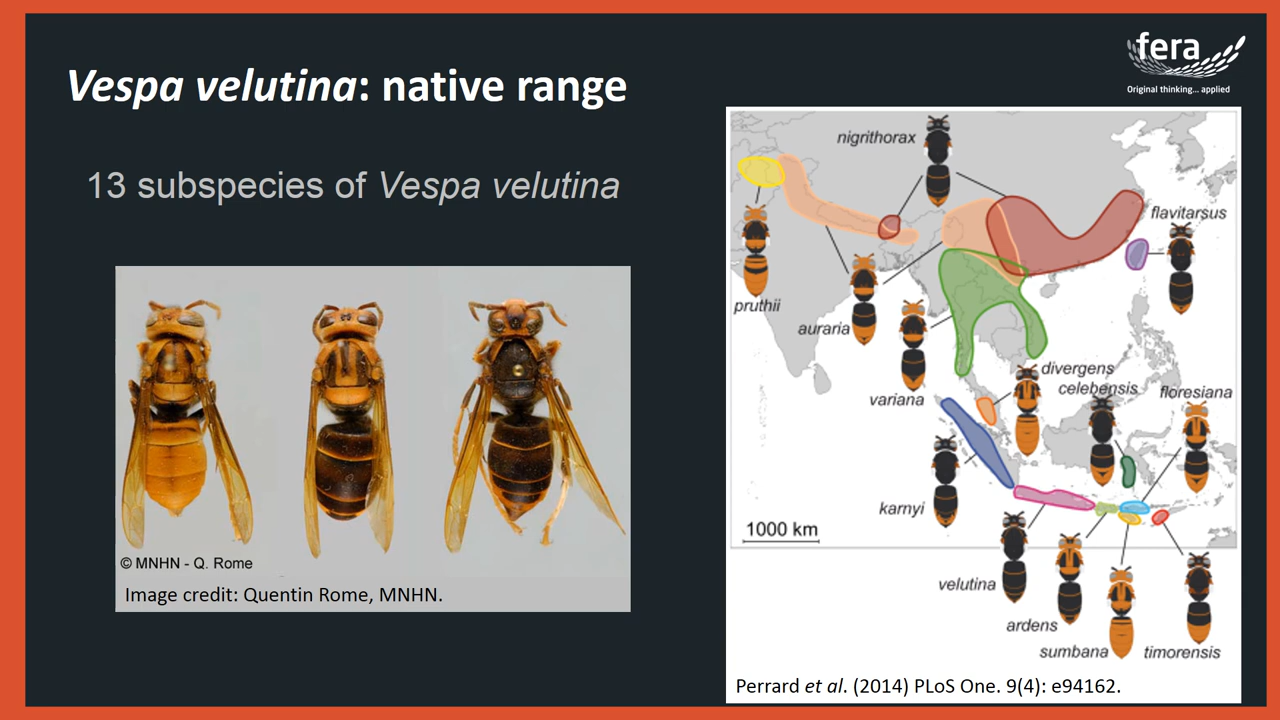 Vespa velutina: native range
13 subspecies of Vespa velutina
© MNHN - Q. Rome
Image credit: Quentin Rome, MNHN.
fera
Original thinking... applied
nigrithorax
flavitarsus
pruthii
auraria
variana
divergens
celebensis
floresiana
karnyi
1000 km
velutina
ardens
sumbana
timorensis
Perrard et al. (2014) PLoS One. 9(4): e94162.